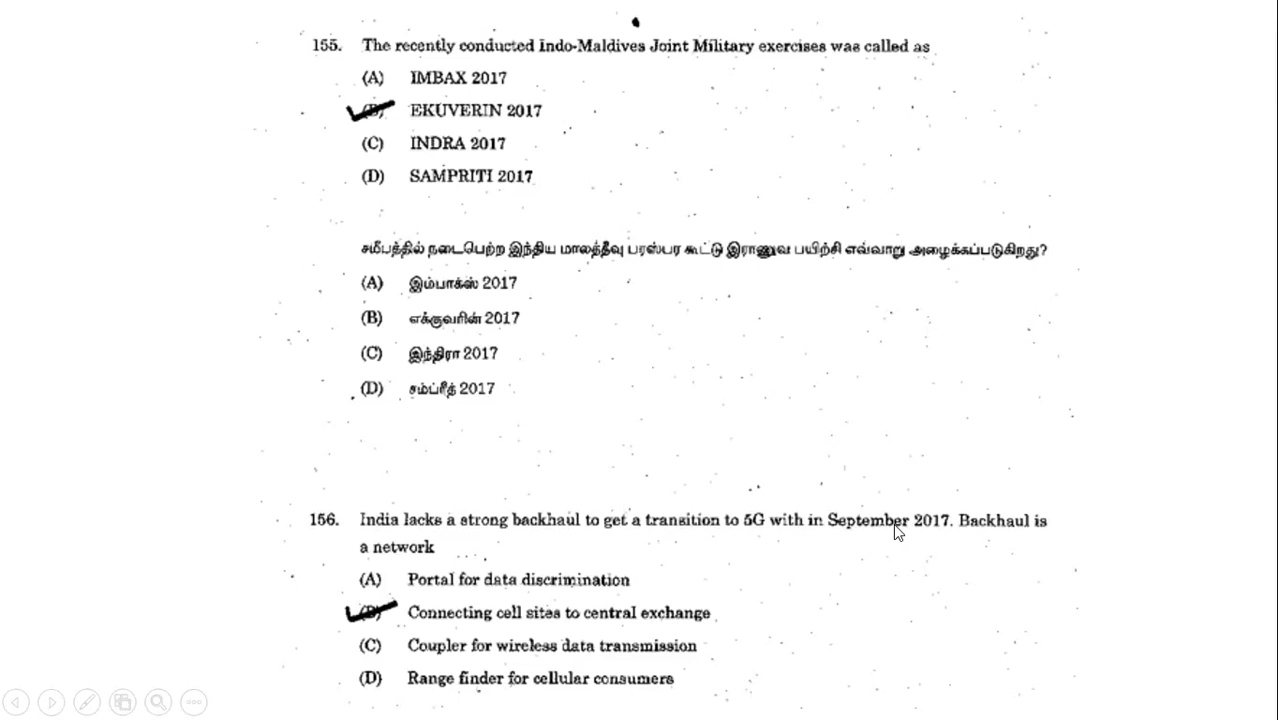 155. The recently conducted Indo-Maldives Joint Military exercises was called as
(A) IMBAX 2017
(B) EKUVERIN 2017
(C) INDRA 2017
(D) SAMPRITI 2017
சமீபத்தில் நடைபெற்ற இந்திய மாலத்தீவு பரஸ்பர கூட்டு இராணுவ பயிற்சி எவ்வாறு அழைக்கப்படுகிறது?
(A) இம்பாக்ஸ் 2017
(B) எக்குவரின் 2017
(C) இந்திரா 2017
(D) சம்ப்ரீத் 2017
156. India lacks a strong backhaul to get a transition to 5G with in September 2017. Backhaul is
a network
(A) Portal for data discrimination
(B) Connecting cell sites to central exchange
(C) Coupler for wireless data transmission
(D) Range finder for cellular consumers